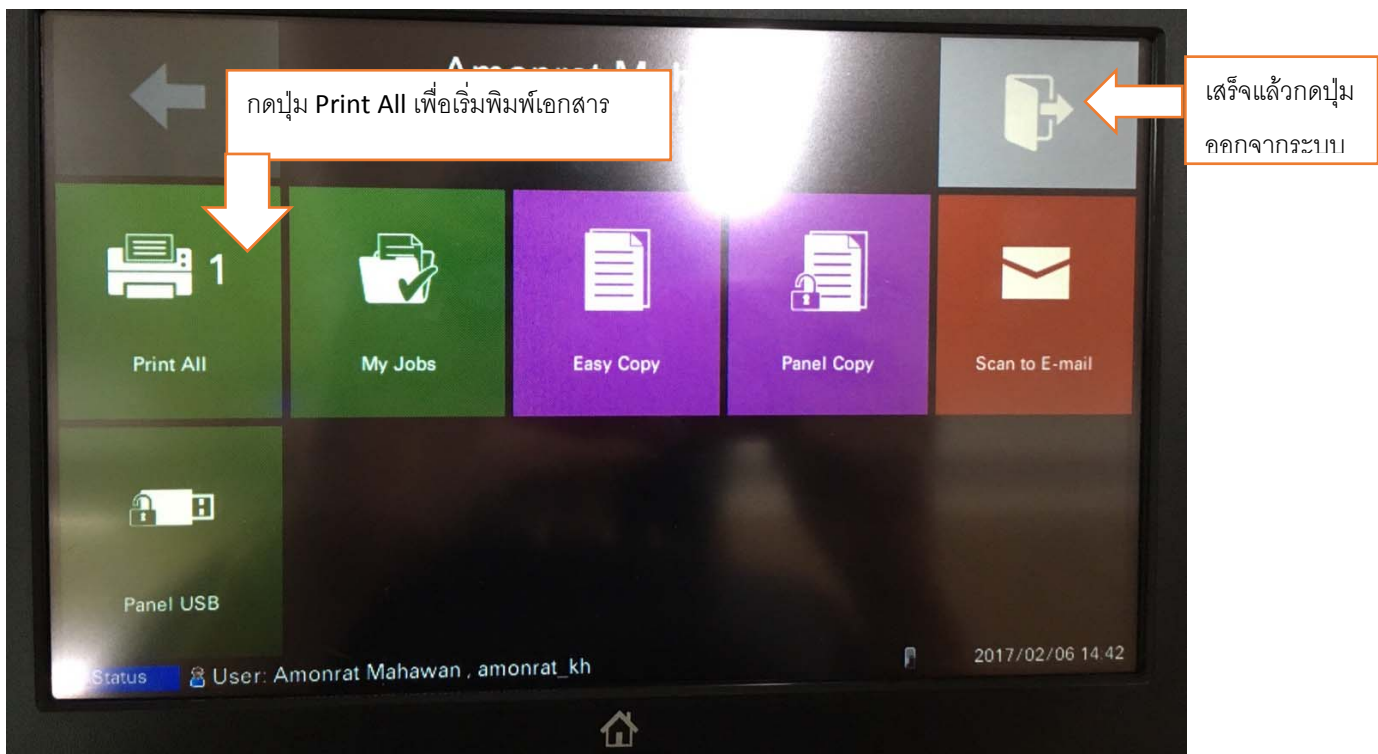 Amonrat
กดปุ่ม Print All เพื่อเริ่มพิมพ์เอกสาร
เสร็จแล้วกดปุ่ม
ออกจากระบบ
1
Print All
My Jobs
Easy Copy
Panel Copy
Scan to E-mail
Panel USB
Status
User: Amonrat Mahawan , amonrat_kh
2017/02/06 14:42